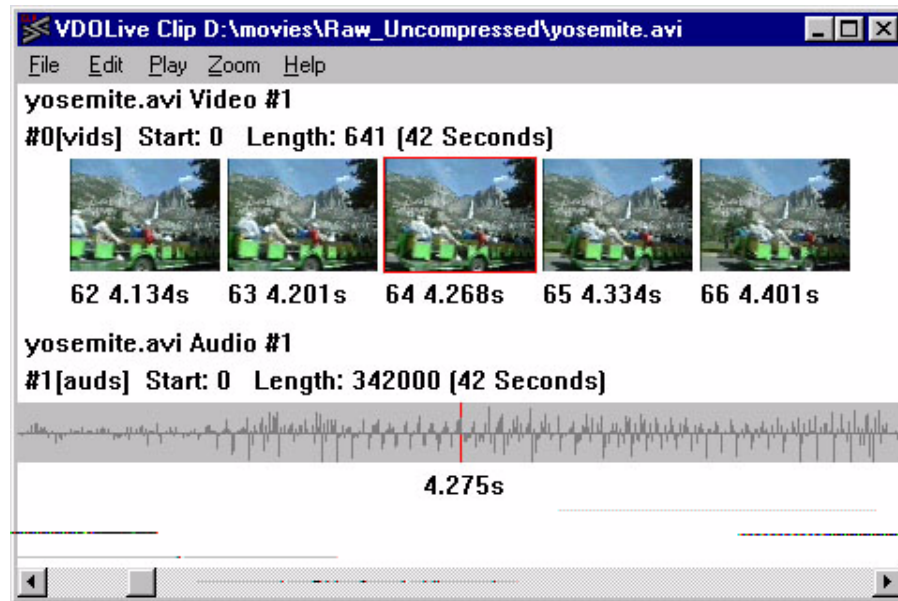 VDOLive Clip D:\movies\Raw_Uncompressed\yosemite.avi
File Edit Play Zoom Help
yosemite.avi Video #1
#0[vids] Start: 0 Length: 641 (42 Seconds)
62 4.134s 63 4.201s 64 4.268s 65 4.334s 66 4.401s
yosemite.avi Audio #1
#1[auds] Start: 0 Length: 342000 (42 Seconds)
4.275s